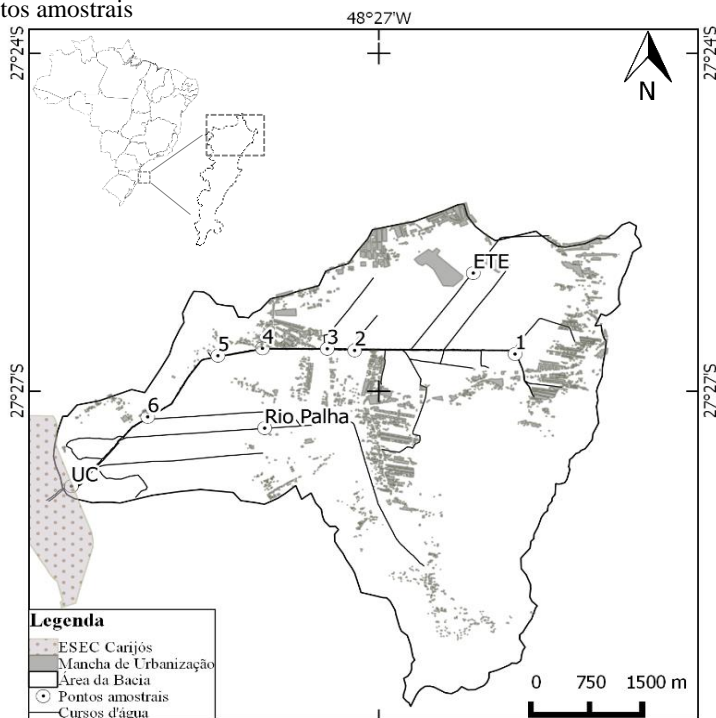 tos amostrais
48°27'W
27°24'S
27°24'S
N
ETE
1
2
3
4
5
6
Rio Palha
27°27'S
27°27'S
UC
Legenda
ESEC Carijós
Mancha de Urbanização
Área da Bacia
Pontos amostrais
Cursos d'água
0 750 1500 m